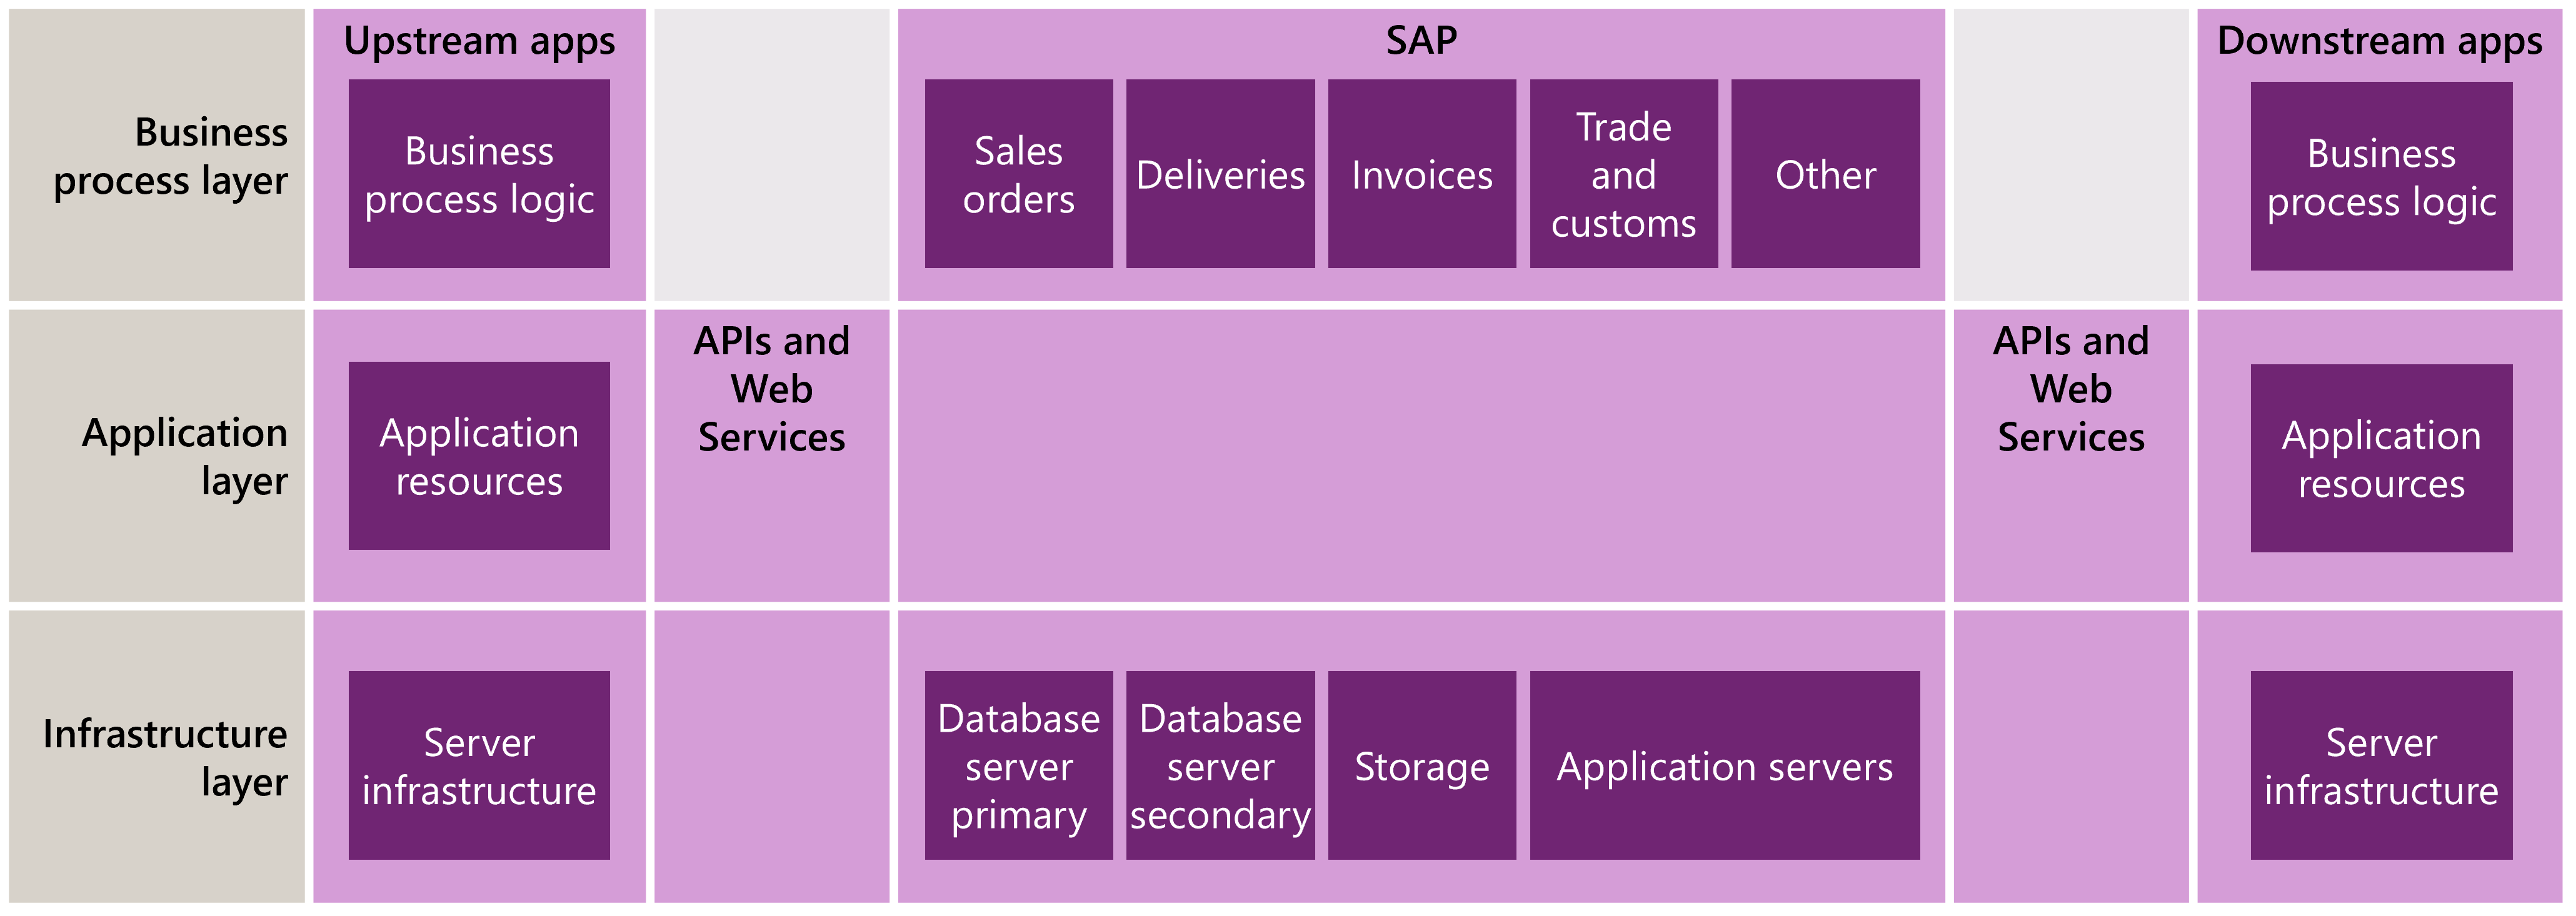 Upstream apps
SAP
Downstream apps
Business
process layer
Business
process logic
Sales
orders
Deliveries
Invoices
Trade
and
customs
Other
Business
process logic
Application
layer
Application
resources
APIs and
Web
Services
APIs and
Web
Services
Application
resources
Infrastructure
layer
Server
infrastructure
Database
server
primary
Database
server
secondary
Storage
Application servers
Server
infrastructure